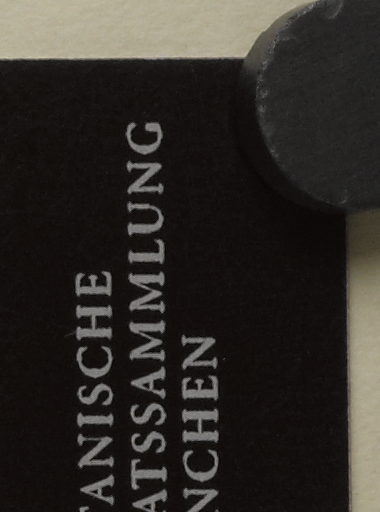 TANISCHE
ATSSAMMLUNG
NCHEN